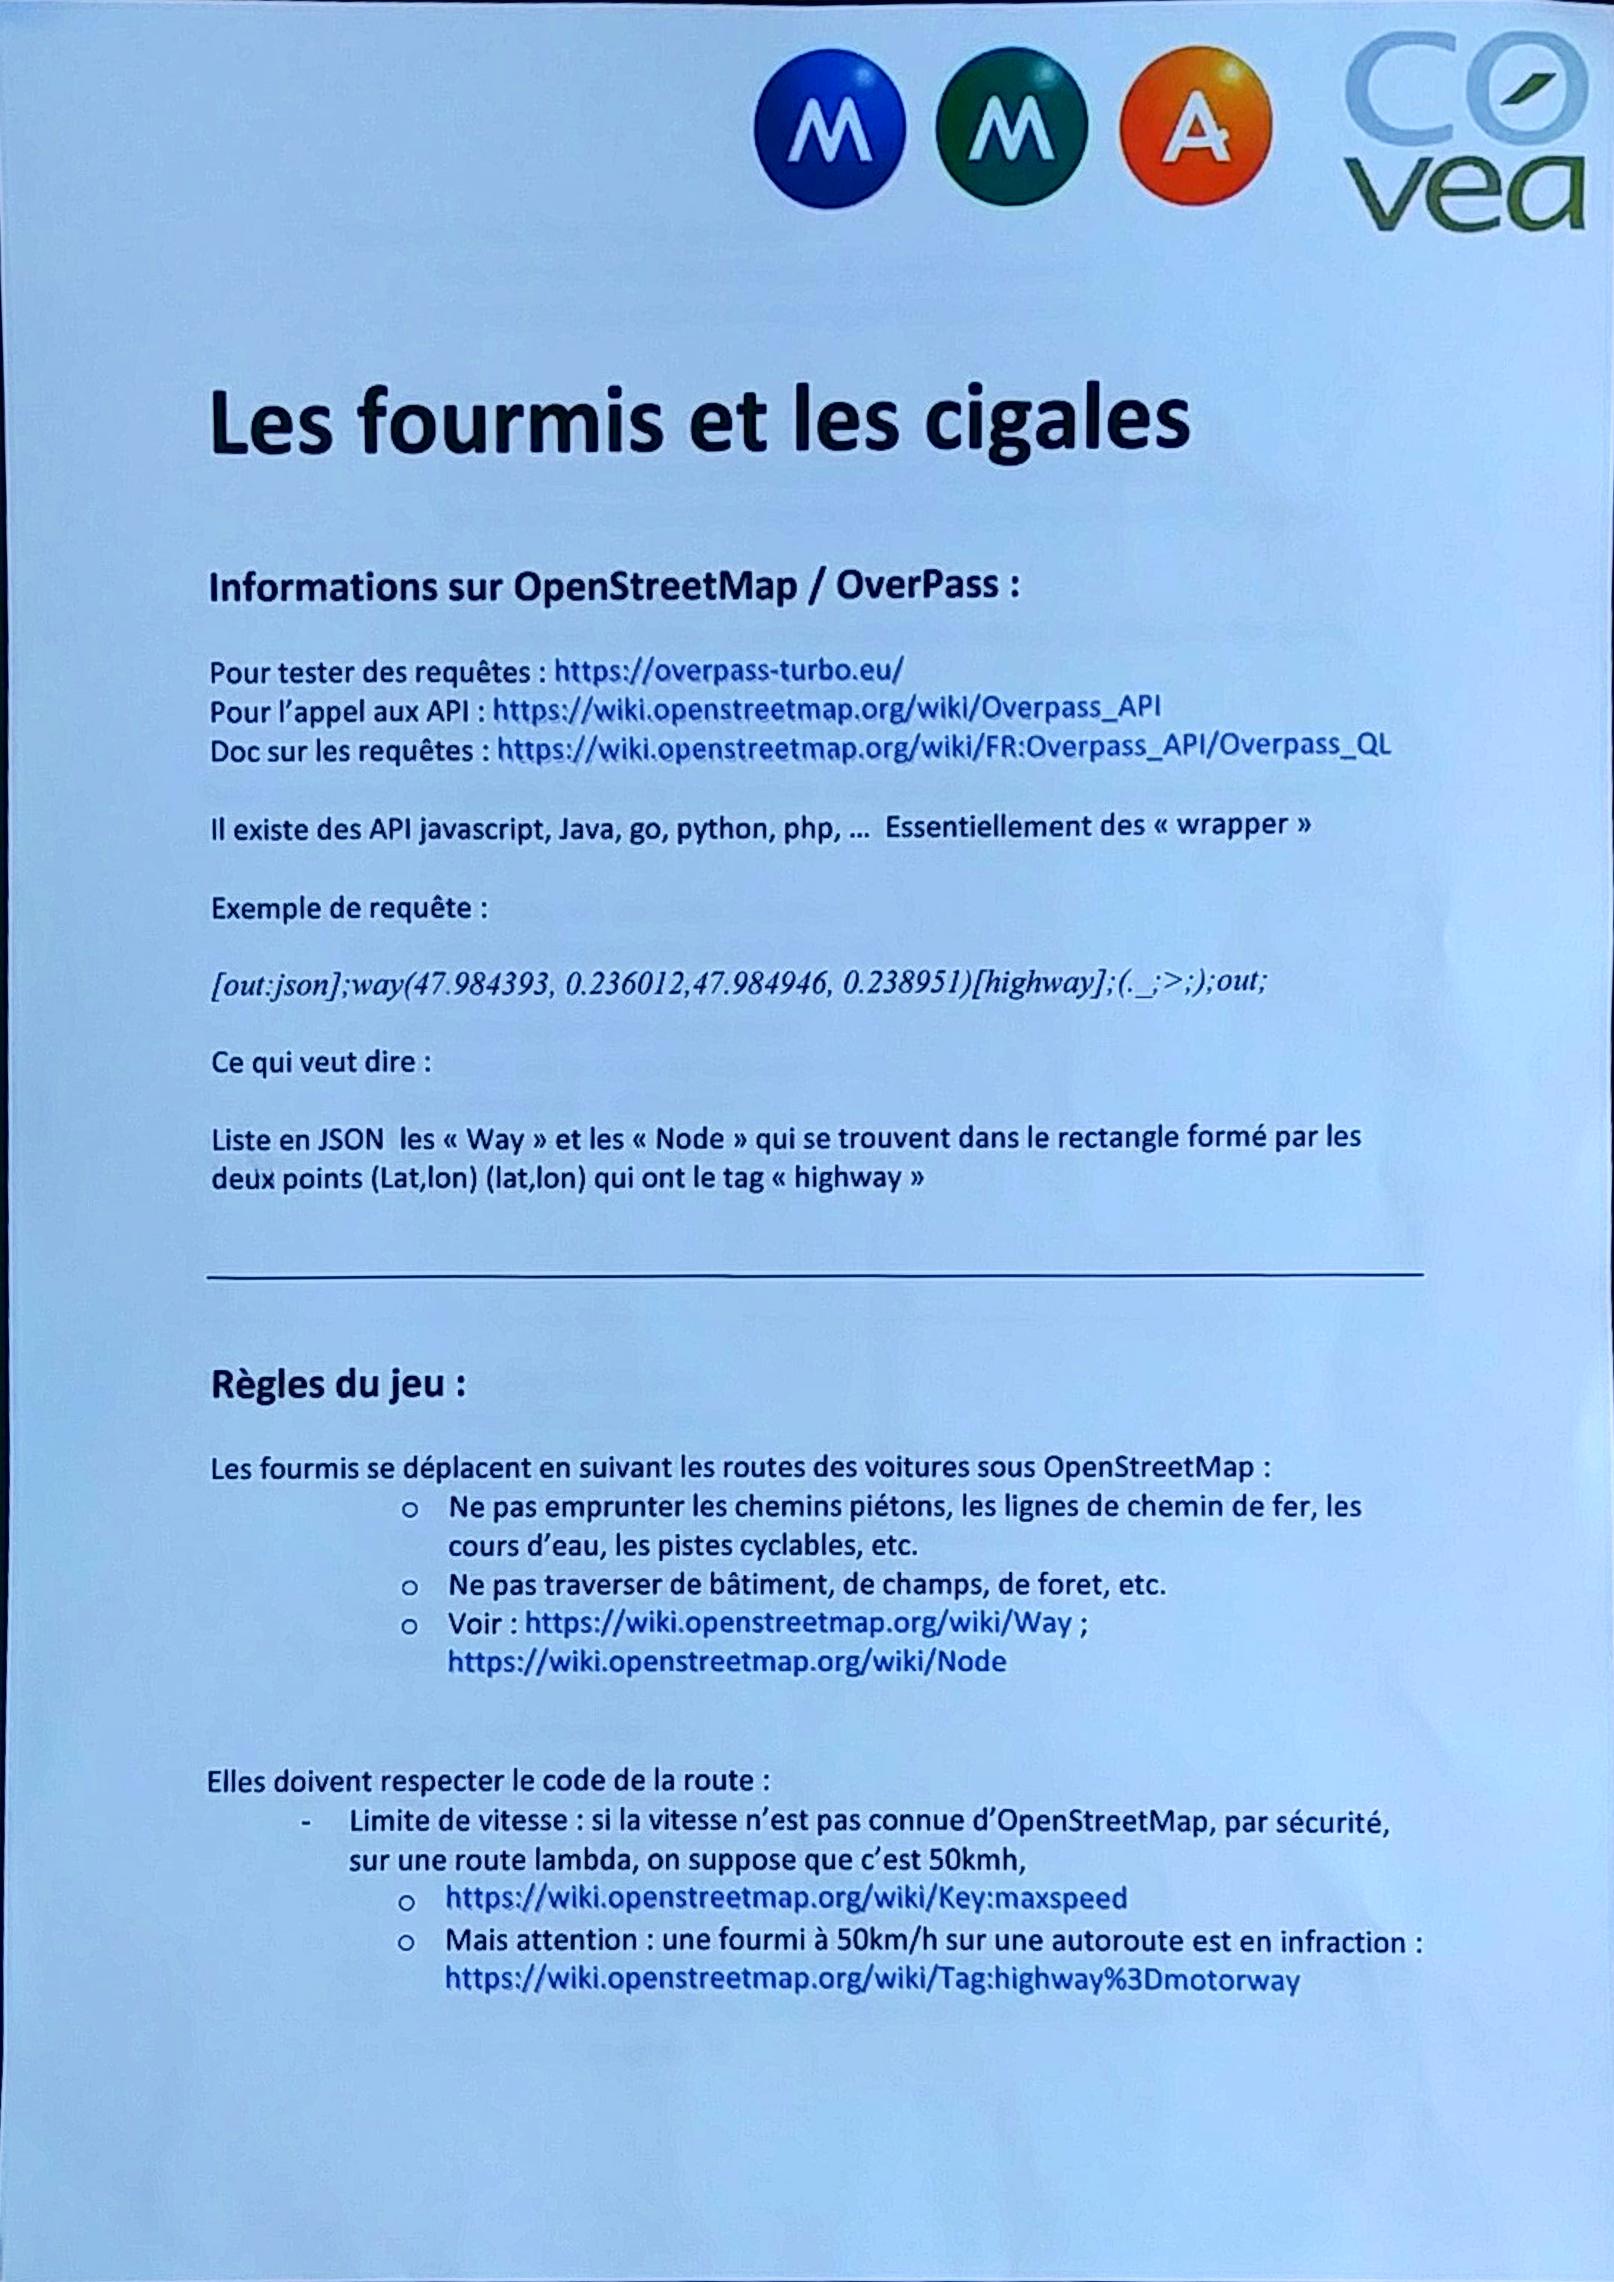 M M A
CO
véa
Les fourmis et les cigales
Informations sur OpenStreetMap / OverPass :
Pour tester des requêtes : https://overpass-turbo.eu/
Pour l'appel aux API : https://wiki.openstreetmap.org/wiki/Overpass_API
Doc sur les requêtes : https://wiki.openstreetmap.org/wiki/FR:Overpass_API/Overpass_QL
Il existe des API javascript, Java, go, python, php, ... Essentiellement des « wrapper »
Exemple de requête :
[out:json];way(47.984393, 0.236012,47.984946, 0.238951)[highway];(._;>;);out;
Ce qui veut dire :
Liste en JSON les « Way » et les « Node » qui se trouvent dans le rectangle formé par les
deux points (Lat,lon) (lat,lon) qui ont le tag « highway »
Règles du jeu :
Les fourmis se déplacent en suivant les routes des voitures sous OpenStreetMap :
o Ne pas emprunter les chemins piétons, les lignes de chemin de fer, les
cours d'eau, les pistes cyclables, etc.
o Ne pas traverser de bâtiment, de champs, de foret, etc.
o Voir : https://wiki.openstreetmap.org/wiki/Way ;
https://wiki.openstreetmap.org/wiki/Node
Elles doivent respecter le code de la route :
- Limite de vitesse : si la vitesse n'est pas connue d'OpenStreetMap, par sécurité,
sur une route lambda, on suppose que c'est 50kmh,
o https://wiki.openstreetmap.org/wiki/Key:maxspeed
o Mais attention : une fourmi à 50km/h sur une autoroute est en infraction :
https://wiki.openstreetmap.org/wiki/Tag:highway%3Dmotorway